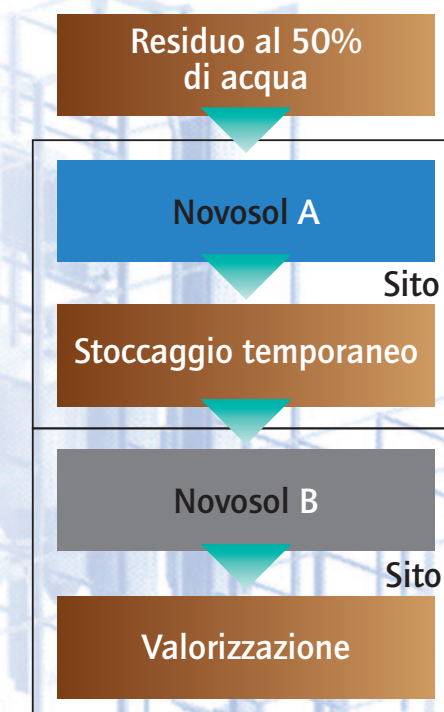 Residuo al 50%
di acqua
Novosol A
Sito
Stoccaggio temporaneo
Novosol B
Sito
Valorizzazione